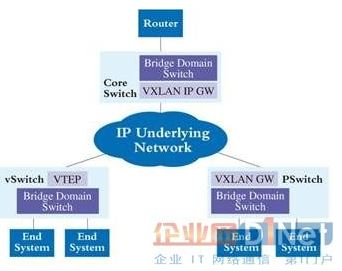 Router
Bridge Domain
Switch
Core
Switch
VXLAN IP GW
IP Underlying
Network
vSwitch
VTEP
Bridge Domain
Switch
VXLAN GW
PSwitch
Bridge Domain
Switch
End
System
End
System
End
System
End
System
企业网D1Net
企业 IT 网络通信 第1门户